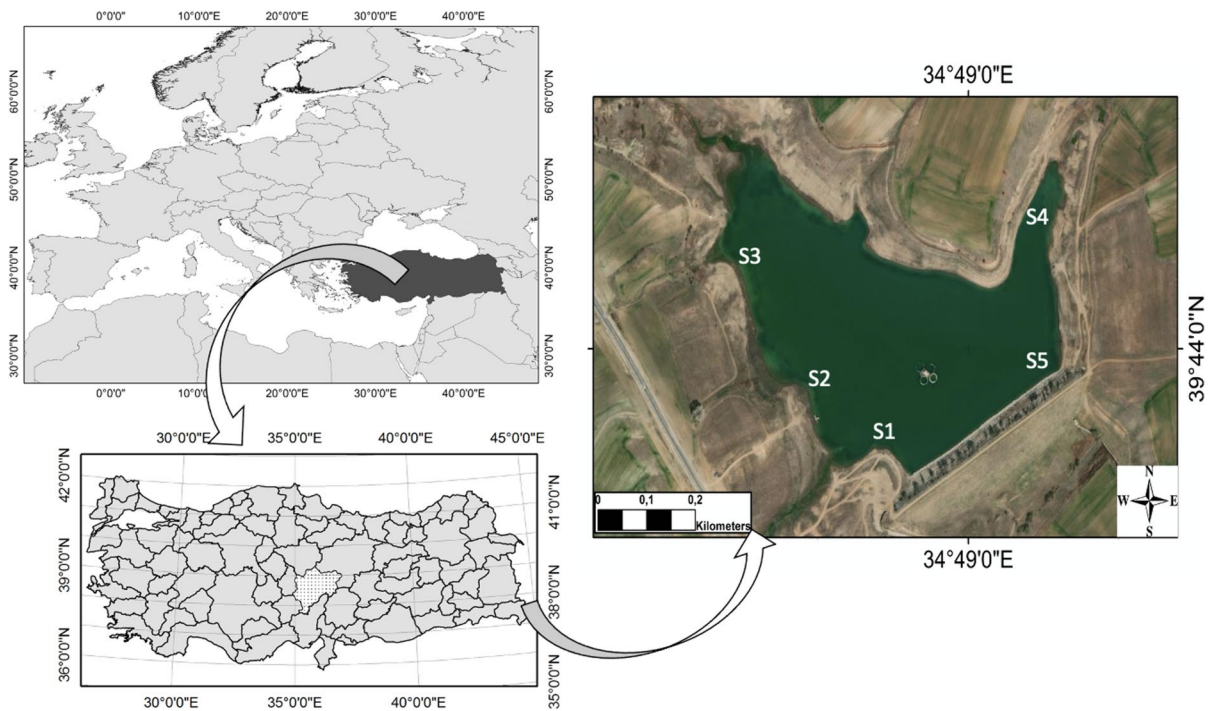 0°0'0" 10°0'0"E 20°0'0"E 30°0'0"E 40°0'0"E
60°0'0"N
50°0'0"N
40°0'0"N
30°0'0"N
60°0'0"N
50°0'0"N
40°0'0"N
30°0'0"N
0°0'0" 10°0'0"E 20°0'0"E 30°0'0"E 40°0'0"E
34°49'0"E
S4
S3
39°44'0"N
S5
S2
S1
0 0,1 0,2
Kilometers
N
W E
S
34°49'0"E
30°0'0"E 35°0'0"E 40°0'0"E 45°0'0"E
42°0'0"N
39°0'0"N
36°0'0"N
41°0'0"N
38°0'0"N
35°0'0"N
30°0'0"E 35°0'0"E 40°0'0"E